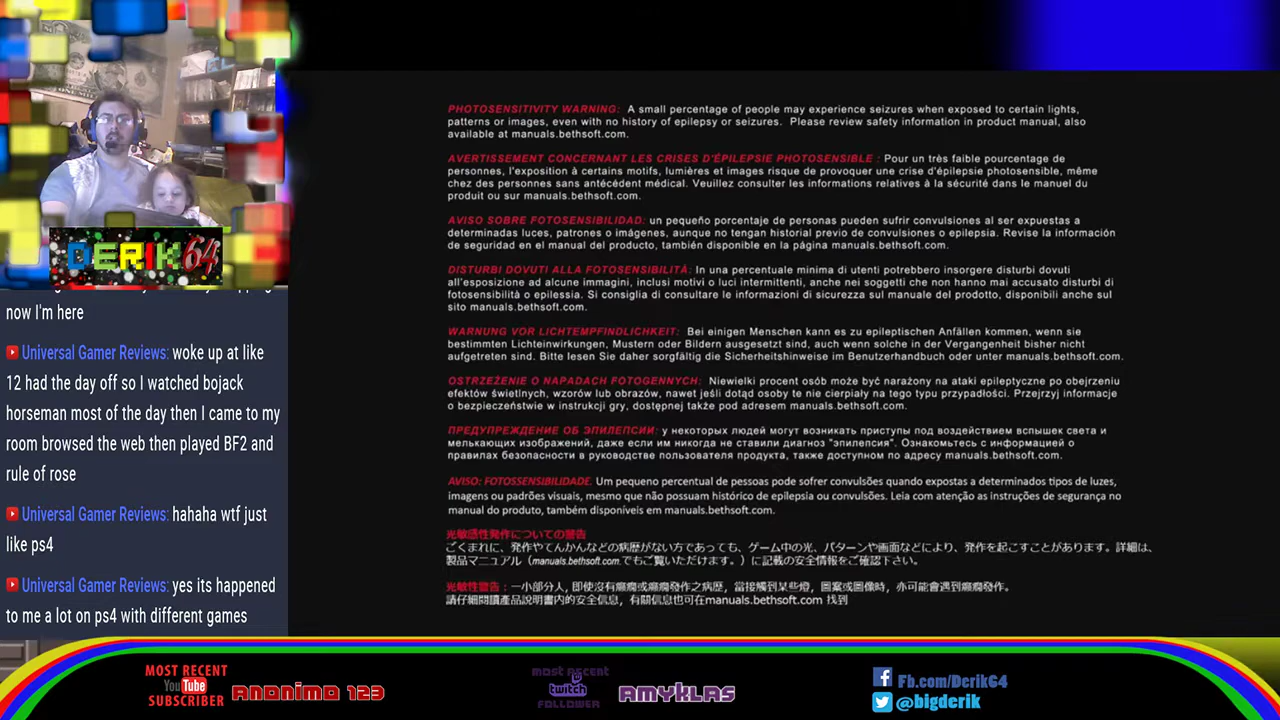 DERIK64
now I'm here
Universal Gamer Reviews: woke up at like
12 had the day off so I watched bojack
horseman most of the day then I came to my
room browsed the web then played BF2 and
rule of rose
Universal Gamer Reviews: hahaha wtf just
like ps4
Universal Gamer Reviews: yes its happened
to me a lot on ps4 with different games
PHOTOSENSITIVITY WARNING: A small percentage of people may experience seizures when exposed to certain lights,
patterns or images, even with no history of epilepsy or seizures. Please review safety information in product manual, also
available at manuals.bethsoft.com.
AVERTISSEMENT CONCERNANT LES CRISES D'ÉPILEPSIE PHOTOSENSIBLE : Pour un très faible pourcentage de
personnes, l'exposition à certains motifs, lumières et images risque de provoquer une crise d'épilepsie photosensible, même
chez des personnes sans antécédent médical. Veuillez consulter les informations relatives à la sécurité dans le manuel du
produit ou sur manuals.bethsoft.com.
AVISO SOBRE FOTOSENSIBILIDAD: un pequeño porcentaje de personas pueden sufrir convulsiones al ser expuestas a
determinadas luces, patrones o imágenes, aunque no tengan historial previo de convulsiones o epilepsia. Revise la información
de seguridad en el manual del producto, también disponible en la página manuals.bethsoft.com.
DISTURBI DOVUTI ALLA FOTOSENSIBILITÀ: In una percentuale minima di utenti potrebbero insorgere disturbi dovuti
all'esposizione ad alcune immagini, inclusi motivi o luci intermittenti, anche nei soggetti che non hanno mai accusato disturbi di
fotosensibilità o epilessia. Si consiglia di consultare le informazioni di sicurezza sul manuale del prodotto, disponibili anche sul
sito manuals.bethsoft.com.
WARNUNG VOR LICHTEMPFINDLICHKEIT: Bei einigen Menschen kann es zu epileptischen Anfällen kommen, wenn sie
bestimmten Lichteinwirkungen, Mustern oder Bildern ausgesetzt sind, auch wenn solche in der Vergangenheit bisher nicht
aufgetreten sind. Bitte lesen Sie daher sorgfältig die Sicherheitshinweise im Benutzerhandbuch oder unter manuals.bethsoft.com.
OSTRZEŻENIE O NAPADACH FOTOGENNYCH: Niewielki procent osób może być narażony na ataki epileptyczne po obejrzeniu
efektów świetlnych, wzorów lub obrazów, nawet jeśli dotąd osoby te nie cierpiały na tego typu przypadłości. Przejrzyj informacje
o bezpieczeństwie w instrukcji gry, dostępnej także pod adresem manuals.bethsoft.com.
ПРЕДУПРЕЖДЕНИЕ ОБ ЭПИЛЕПСИИ: у некоторых людей могут возникать приступы под воздействием вспышек света и
мелькающих изображений, даже если им никогда не ставили диагноз "эпилепсия". Ознакомьтесь с информацией о
правилах безопасности в руководстве пользователя продукта, также доступном по адресу manuals.bethsoft.com.
AVISO: FOTOSSENSIBILIDADE. Um pequeno percentual de pessoas pode sofrer convulsões quando expostas a determinados tipos de luzes,
imagens ou padrões visuais, mesmo que não possuam histórico de epilepsia ou convulsões. Leia com atenção as instruções de segurança no
manual do produto, também disponíveis em manuals.bethsoft.com.
光敏感性発作についての警告
ごくまれに、発作やてんかんなどの病歴がない方であっても、ゲーム中の光、パターンや画面などにより、発作を起こすことがあります。詳細は、
製品マニュアル（manuals.bethsoft.comでもご覧いただけます。）に記載の安全情報をご確認下さい。
光敏性警告：一小部分人，即使沒有癲癇或癲癇發作之病歷，當接觸到某些燈，圖案或圖像時，亦可能會遇到癲癇發作。
請仔細閱讀產品說明書内的安全信息，有關信息也可在manuals.bethsoft.com 找到
MOST RECENT
YouTube
SUBSCRIBER
ANONIMO 123
MOST RECENT
twitch
FOLLOWER
AMYKLAS
Fb.com/Derik64
@bigderik